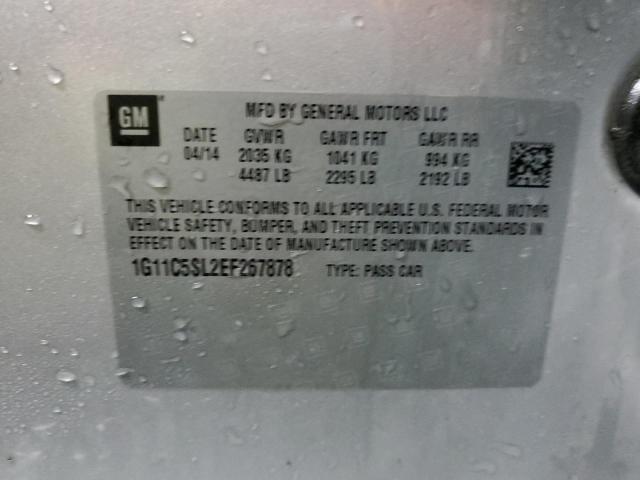 GM
MFD BY GENERAL MOTORS LLC
DATE GVWR GAWR FRT GAWR RR
04/14 2035 KG 1041 KG 994 KG
4487 LB 2295 LB 2192 LB
THIS VEHICLE CONFORMS TO ALL APPLICABLE U.S. FEDERAL MOTOR
VEHICLE SAFETY, BUMPER, AND THEFT PREVENTION STANDARDS IN
EFFECT ON THE DATE OF MANUFACTURE SHOWN ABOVE.
1G11C5SL2EF267878 TYPE: PASS CAR